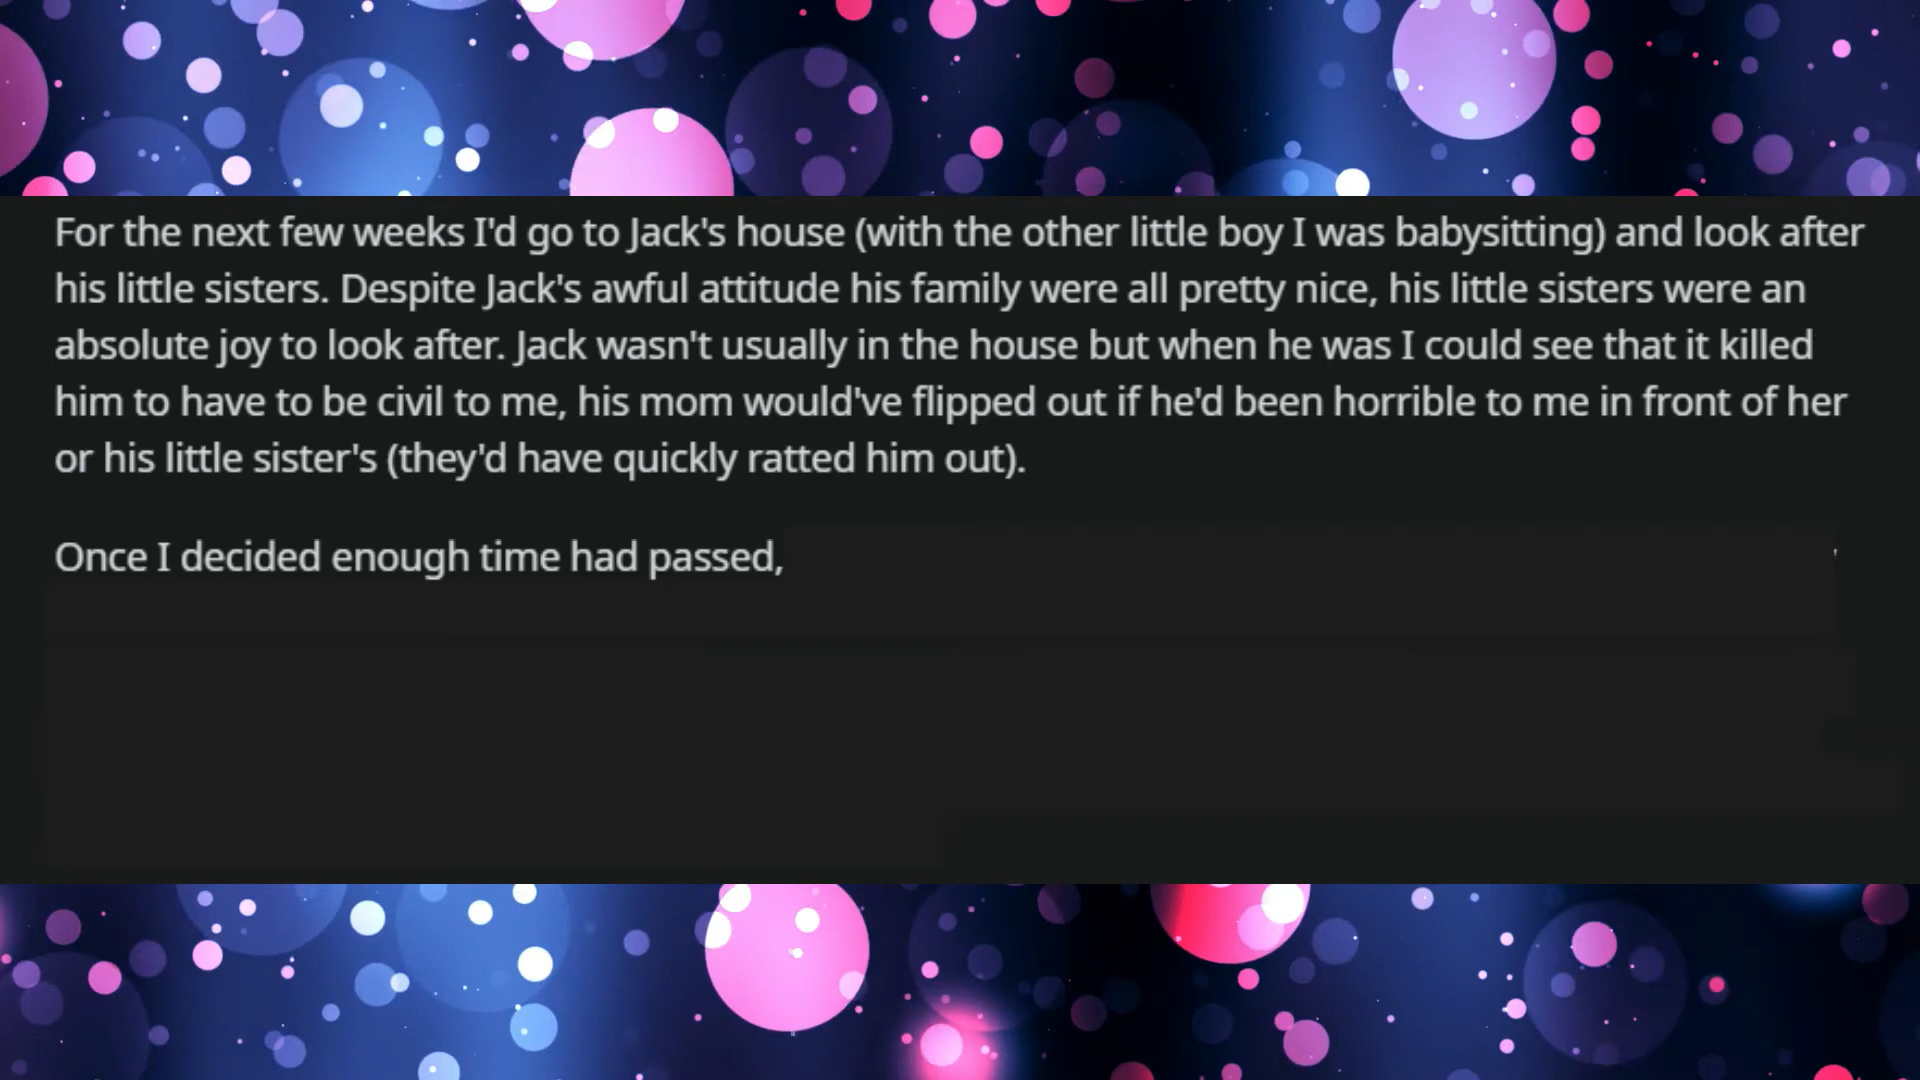 For the next few weeks I'd go to Jack's house (with the other little boy I was babysitting) and look after
his little sisters. Despite Jack's awful attitude his family were all pretty nice, his little sisters were an
absolute joy to look after. Jack wasn't usually in the house but when he was I could see that it killed
him to have to be civil to me, his mom would've flipped out if he'd been horrible to me in front of her
or his little sister's (they'd have quickly ratted him out).
Once I decided enough time had passed,